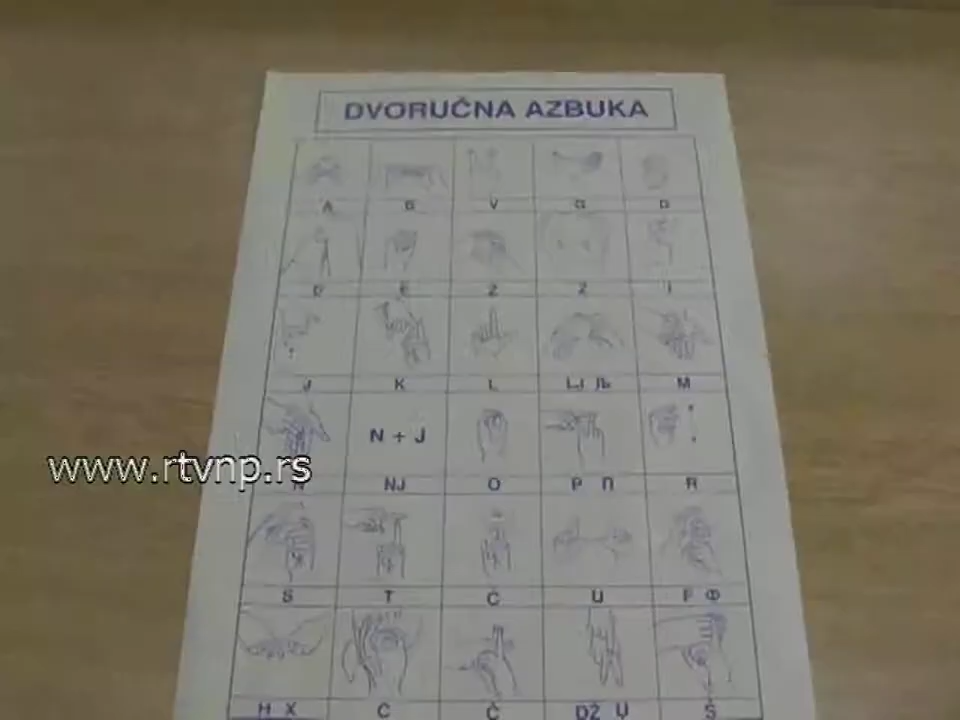 DVORUČNA AZBUKA
A B V G D
Đ E Ž Z I
J K L LJ Љ M
N NJ O P П R
N + J
www.rtvnp.rs
S T Ć U F Ф
H X C Č DŽ Џ Š